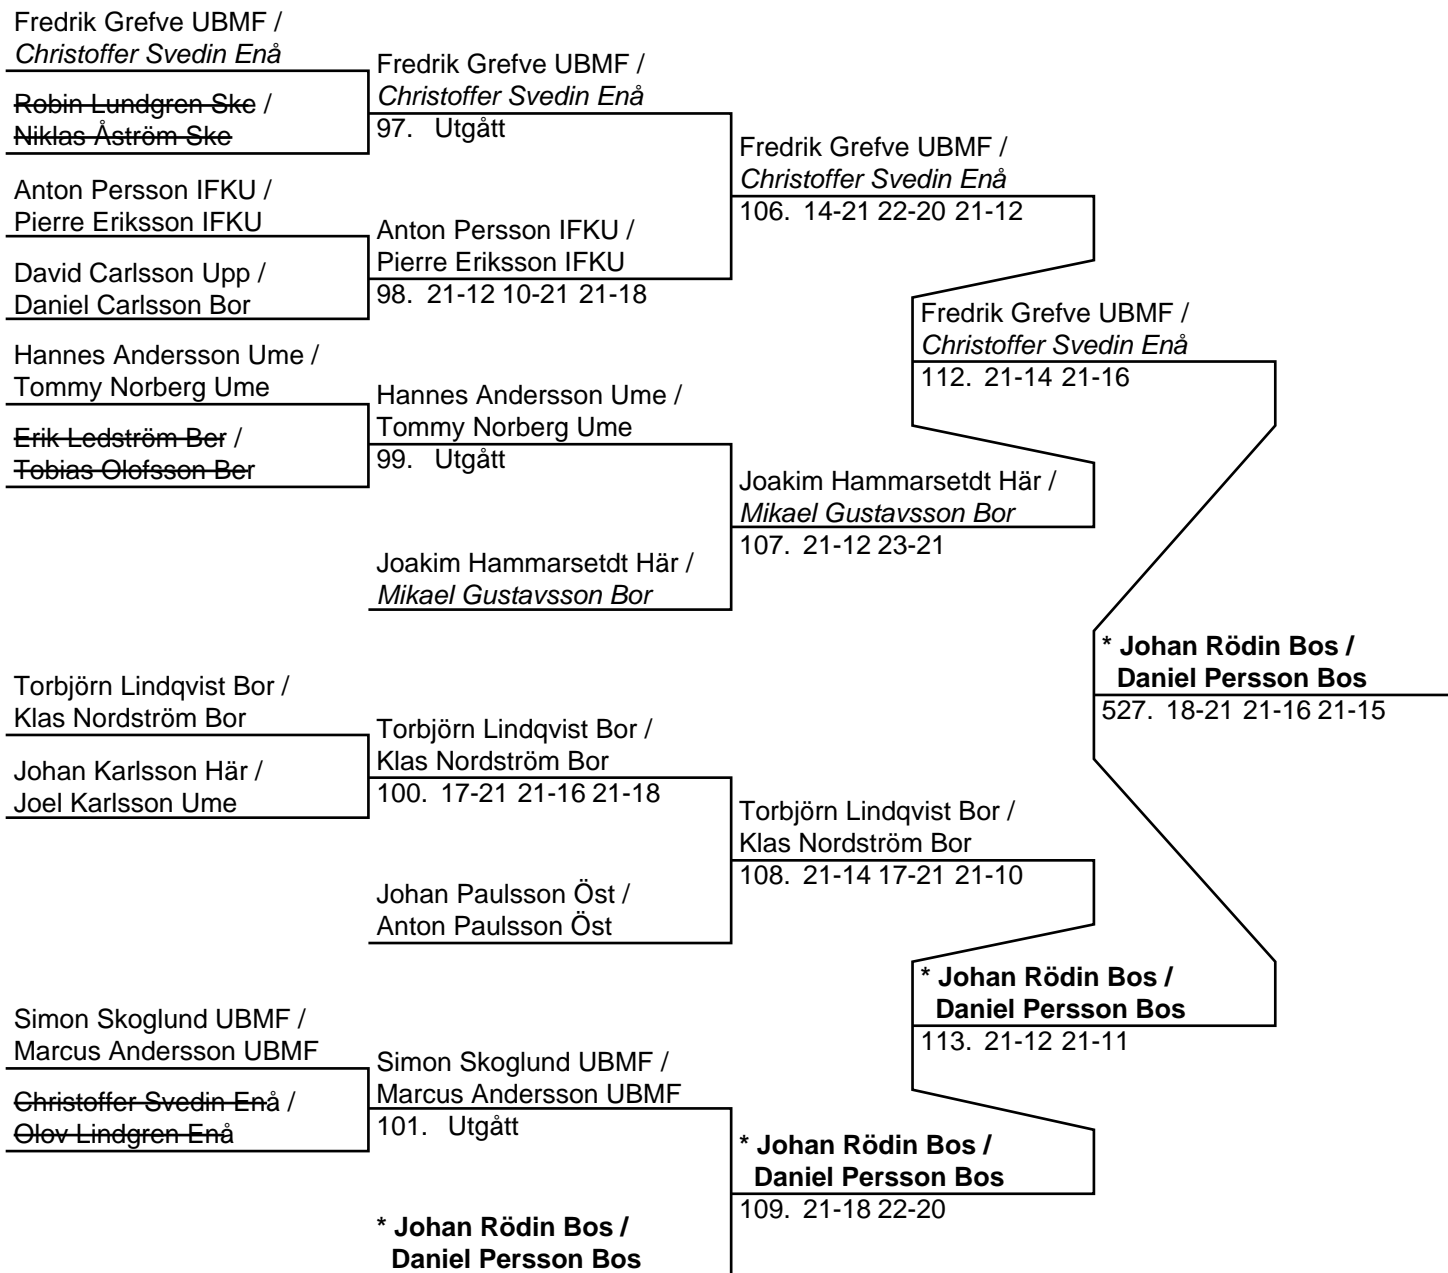 Fredrik Grefve UBMF /
Christoffer Svedin Enå
Robin Lundgren Ske /
Niklas Åström Ske
Anton Persson IFKU /
Pierre Eriksson IFKU
David Carlsson Upp /
Daniel Carlsson Bor
Hannes Andersson Ume /
Tommy Norberg Ume
Erik Ledström Ber /
Tobias Olofsson Ber
Torbjörn Lindqvist Bor /
Klas Nordström Bor
Johan Karlsson Här /
Joel Karlsson Ume
Simon Skoglund UBMF /
Marcus Andersson UBMF
Christoffer Svedin Enå /
Olov Lindgren Enå
Fredrik Grefve UBMF /
Christoffer Svedin Enå
97. Utgått
Anton Persson IFKU /
Pierre Eriksson IFKU
98. 21-12 10-21 21-18
Hannes Andersson Ume /
Tommy Norberg Ume
99. Utgått
Joakim Hammarsetdt Här /
Mikael Gustavsson Bor
Torbjörn Lindqvist Bor /
Klas Nordström Bor
100. 17-21 21-16 21-18
Johan Paulsson Öst /
Anton Paulsson Öst
Simon Skoglund UBMF /
Marcus Andersson UBMF
101. Utgått
* Johan Rödin Bos /
Daniel Persson Bos
Fredrik Grefve UBMF /
Christoffer Svedin Enå
106. 14-21 22-20 21-12
Joakim Hammarsetdt Här /
Mikael Gustavsson Bor
107. 21-12 23-21
Torbjörn Lindqvist Bor /
Klas Nordström Bor
108. 21-14 17-21 21-10
* Johan Rödin Bos /
Daniel Persson Bos
109. 21-18 22-20
Fredrik Grefve UBMF /
Christoffer Svedin Enå
112. 21-14 21-16
* Johan Rödin Bos /
Daniel Persson Bos
113. 21-12 21-11
* Johan Rödin Bos /
Daniel Persson Bos
527. 18-21 21-16 21-15